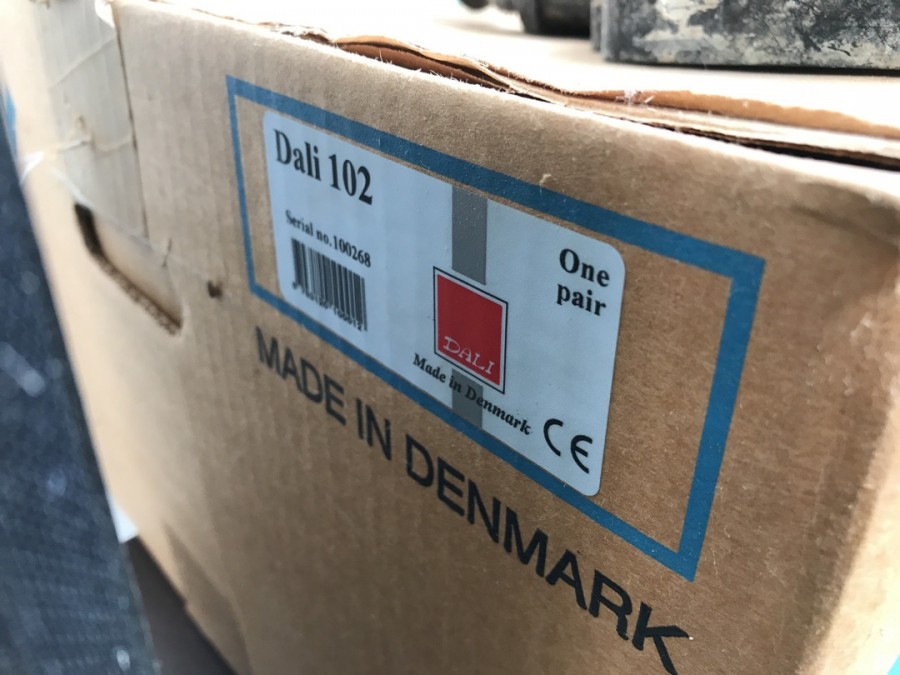 Dali 102
One
pair
Serial no.100268
DALI
Made in Denmark
CE
MADE IN DENMARK